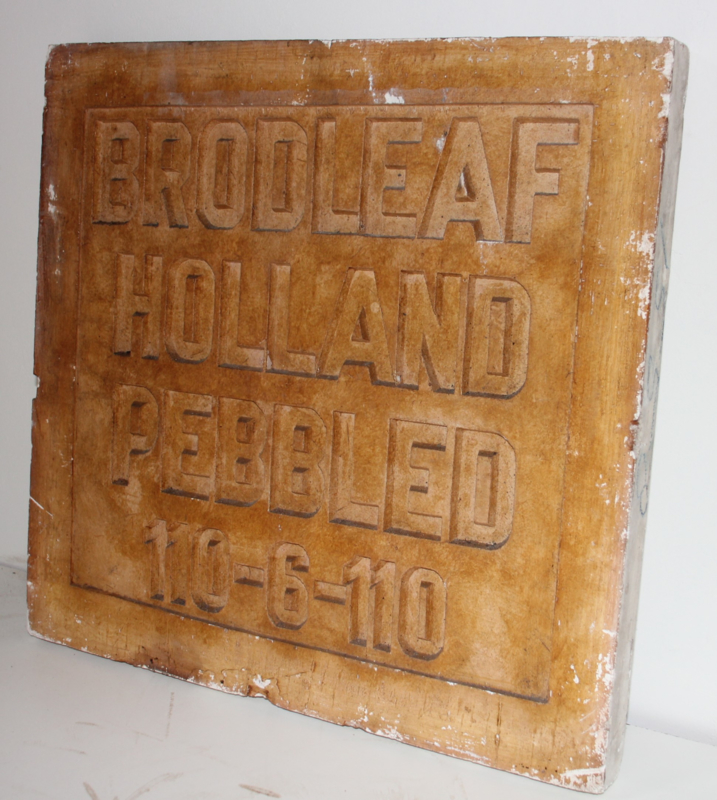 BRODLEAF
HOLLAND
PEBBLED
110-6-110